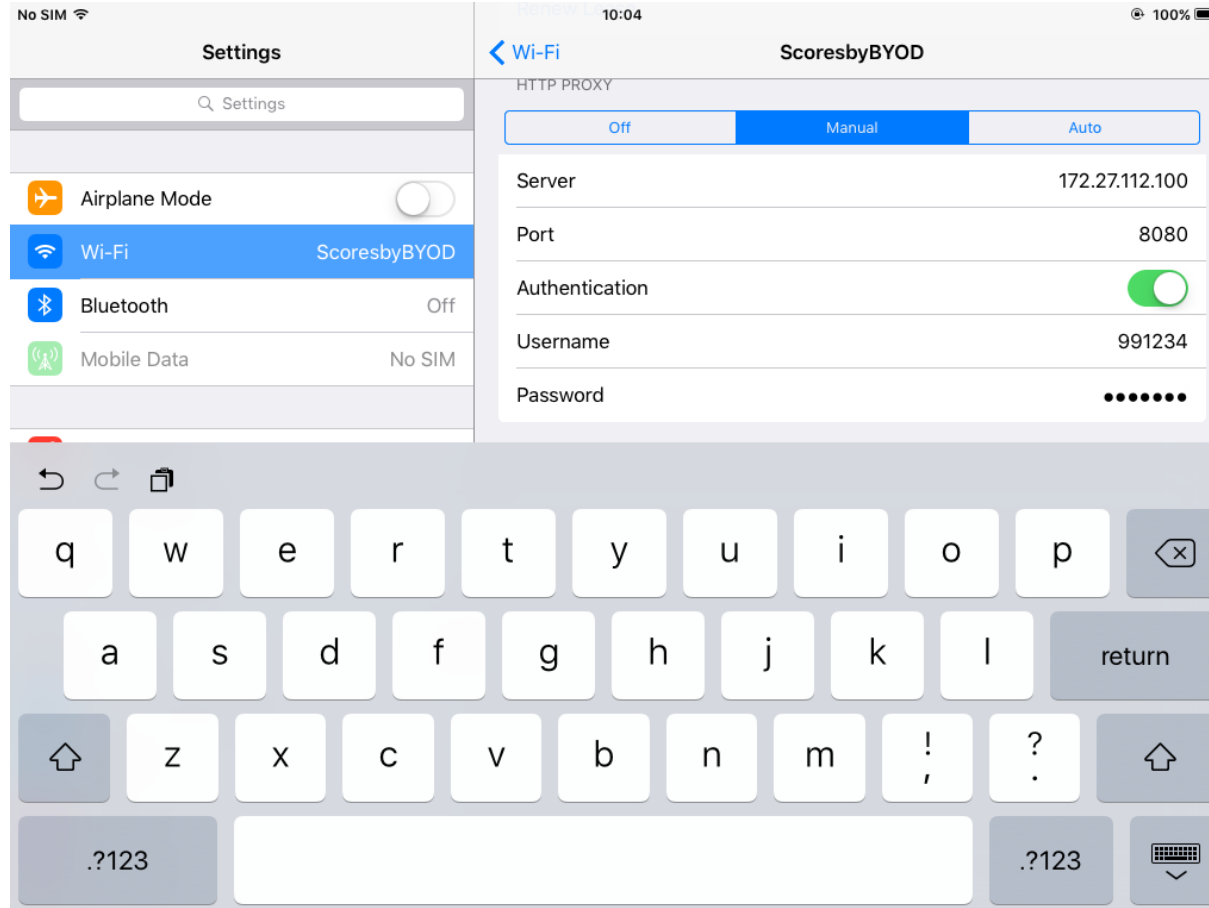 No SIM 10:04 100%
Settings
Wi-Fi ScoresbyBYOD
Settings
Airplane Mode
Wi-Fi ScoresbyBYOD
Bluetooth Off
Mobile Data No SIM
HTTP PROXY
Off Manual Auto
Server 172.27.112.100
Port 8080
Authentication
Username 991234
Password •••••••
q w e r t y u i o p
a s d f g h j k l return
z x c v b n m ! , ? .
.?123 .?123